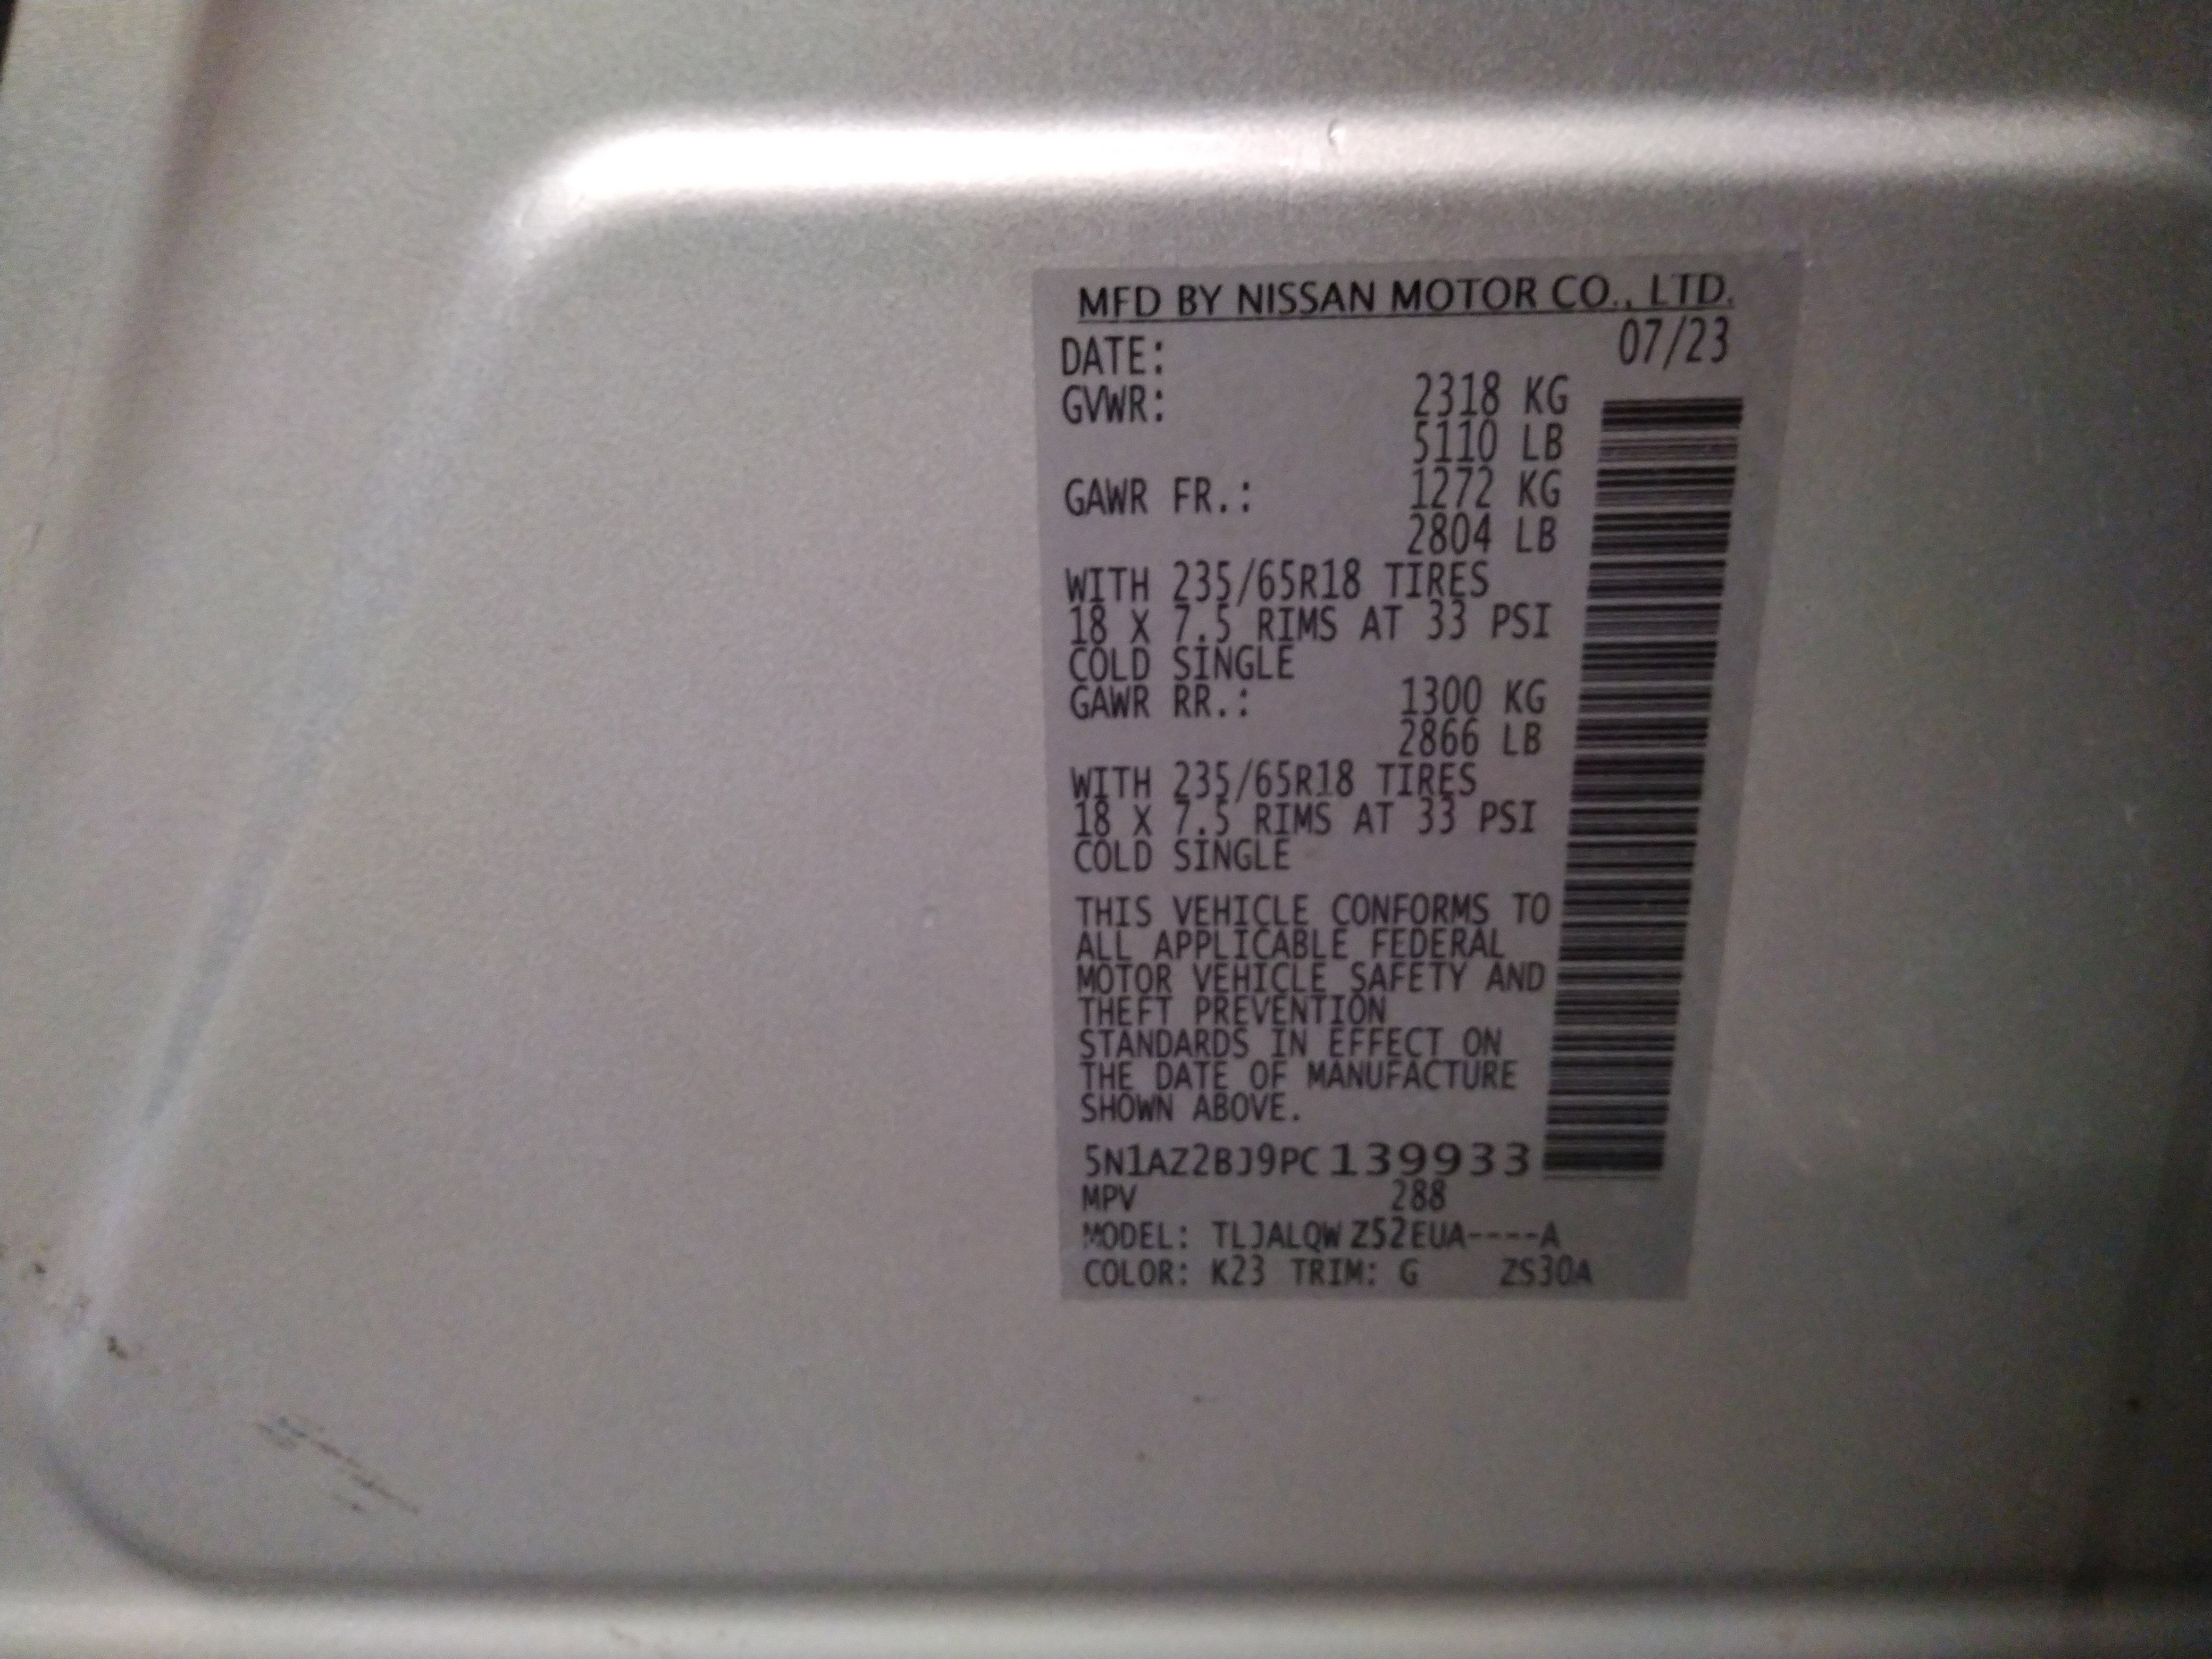 MFD BY NISSAN MOTOR CO., LTD.
DATE: 07/23
GVWR: 2318 KG
5110 LB
GAWR FR.: 1272 KG
2804 LB
WITH 235/65R18 TIRES
18 X 7.5 RIMS AT 33 PSI
COLD SINGLE
GAWR RR.: 1300 KG
2866 LB
WITH 235/65R18 TIRES
18 X 7.5 RIMS AT 33 PSI
COLD SINGLE
THIS VEHICLE CONFORMS TO
ALL APPLICABLE FEDERAL
MOTOR VEHICLE SAFETY AND
THEFT PREVENTION
STANDARDS IN EFFECT ON
THE DATE OF MANUFACTURE
SHOWN ABOVE.
5N1AZ2BJ9PC139933
MPV 288
MODEL: TLJALQWZ52EUA----A
COLOR: K23 TRIM: G ZS30A